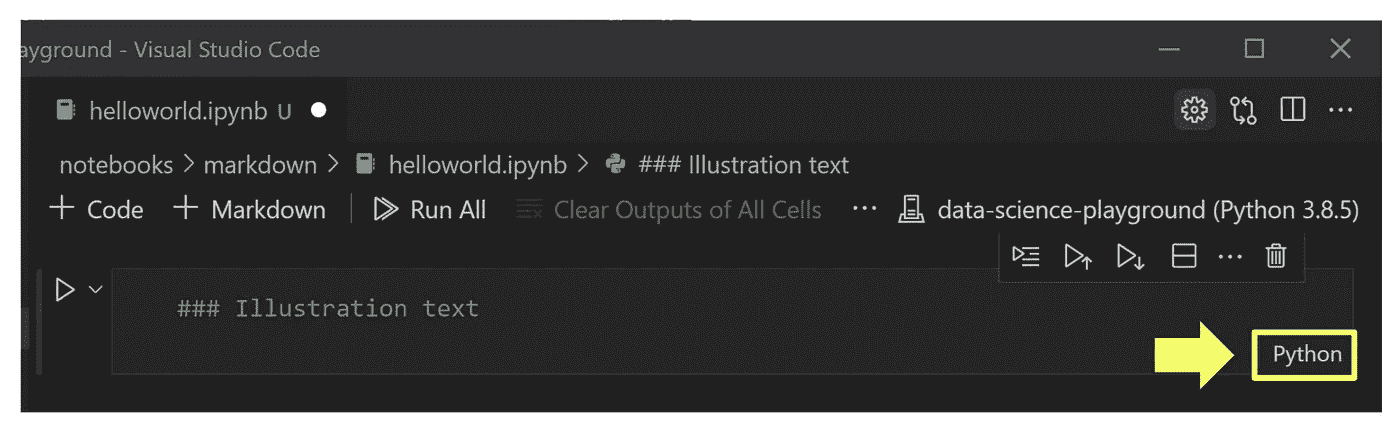 ayground - Visual Studio Code
helloworld.ipynb U
notebooks > markdown > helloworld.ipynb > ### Illustration text
+ Code + Markdown Run All Clear Outputs of All Cells ... data-science-playground (Python 3.8.5)
### Illustration text
Python